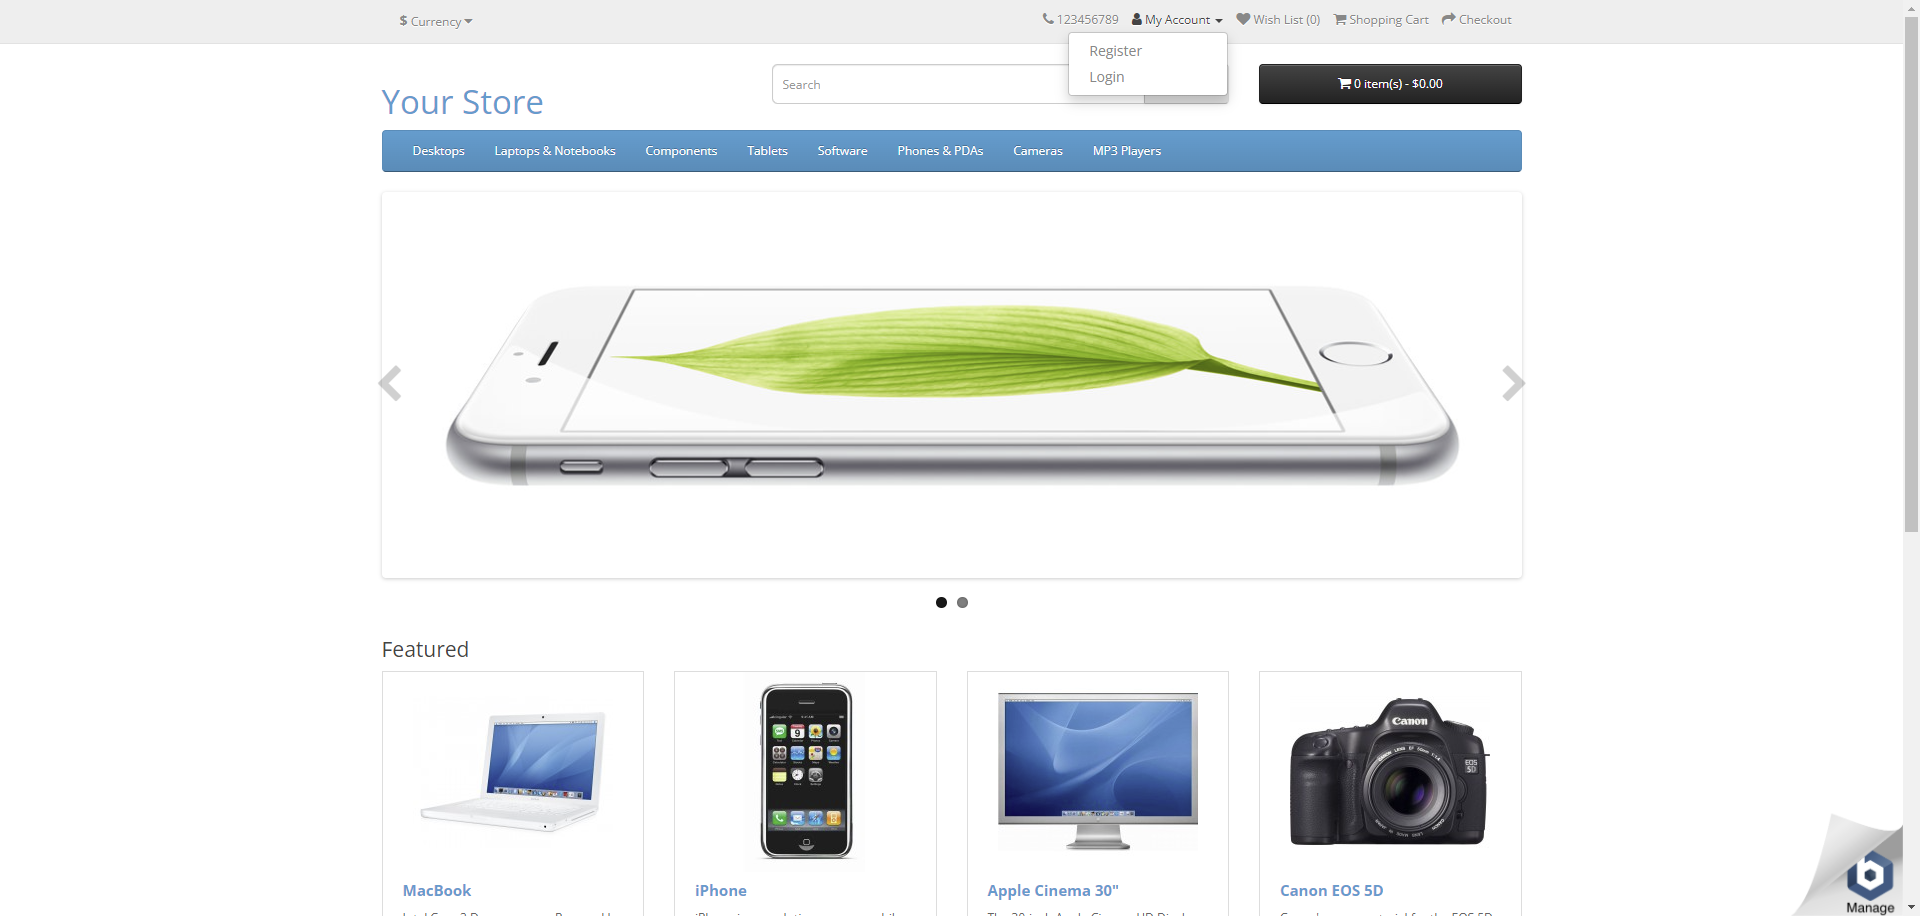 $ Currency
123456789 My Account Wish List (0) Shopping Cart Checkout
Register
Login
Search
0 item(s) - $0.00
Your Store
Desktops Laptops & Notebooks Components Tablets Software Phones & PDAs Cameras MP3 Players
Featured
Canon
EOS
5D
MacBook
iPhone
Apple Cinema 30"
Canon EOS 5D
Manage